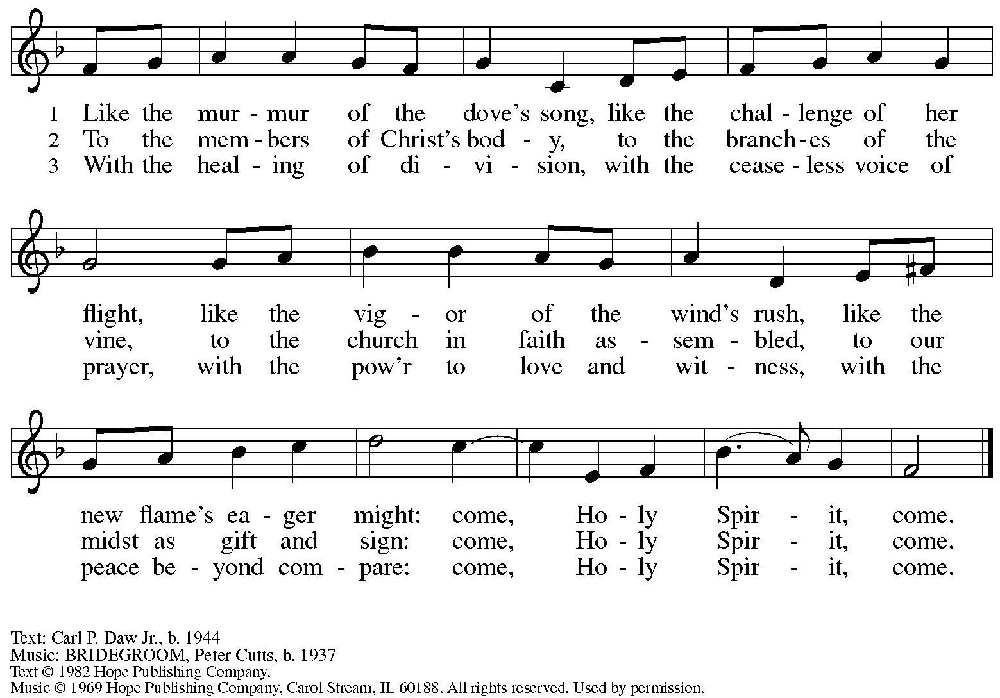 1 Like the mur - mur of the dove's song, like the chal - lenge of her
2 To the mem - bers of Christ's bod - y, to the branch - es of the
3 With the heal - ing of di - vi - sion, with the cease - less voice of
flight, like the vig - or of the wind's rush, like the
vine, to the church in faith as - sem - bled, to our
prayer, with the pow'r to love and wit - ness, with the
new flame's ea - ger might: come, Ho - ly Spir - it, come.
midst as gift and sign: come, Ho - ly Spir - it, come.
peace be - yond com - pare: come, Ho - ly Spir - it, come.
Text: Carl P. Daw Jr., b. 1944
Music: BRIDEGROOM, Peter Cutts, b. 1937
Text © 1982 Hope Publishing Company.
Music © 1969 Hope Publishing Company, Carol Stream, IL 60188. All rights reserved. Used by permission.